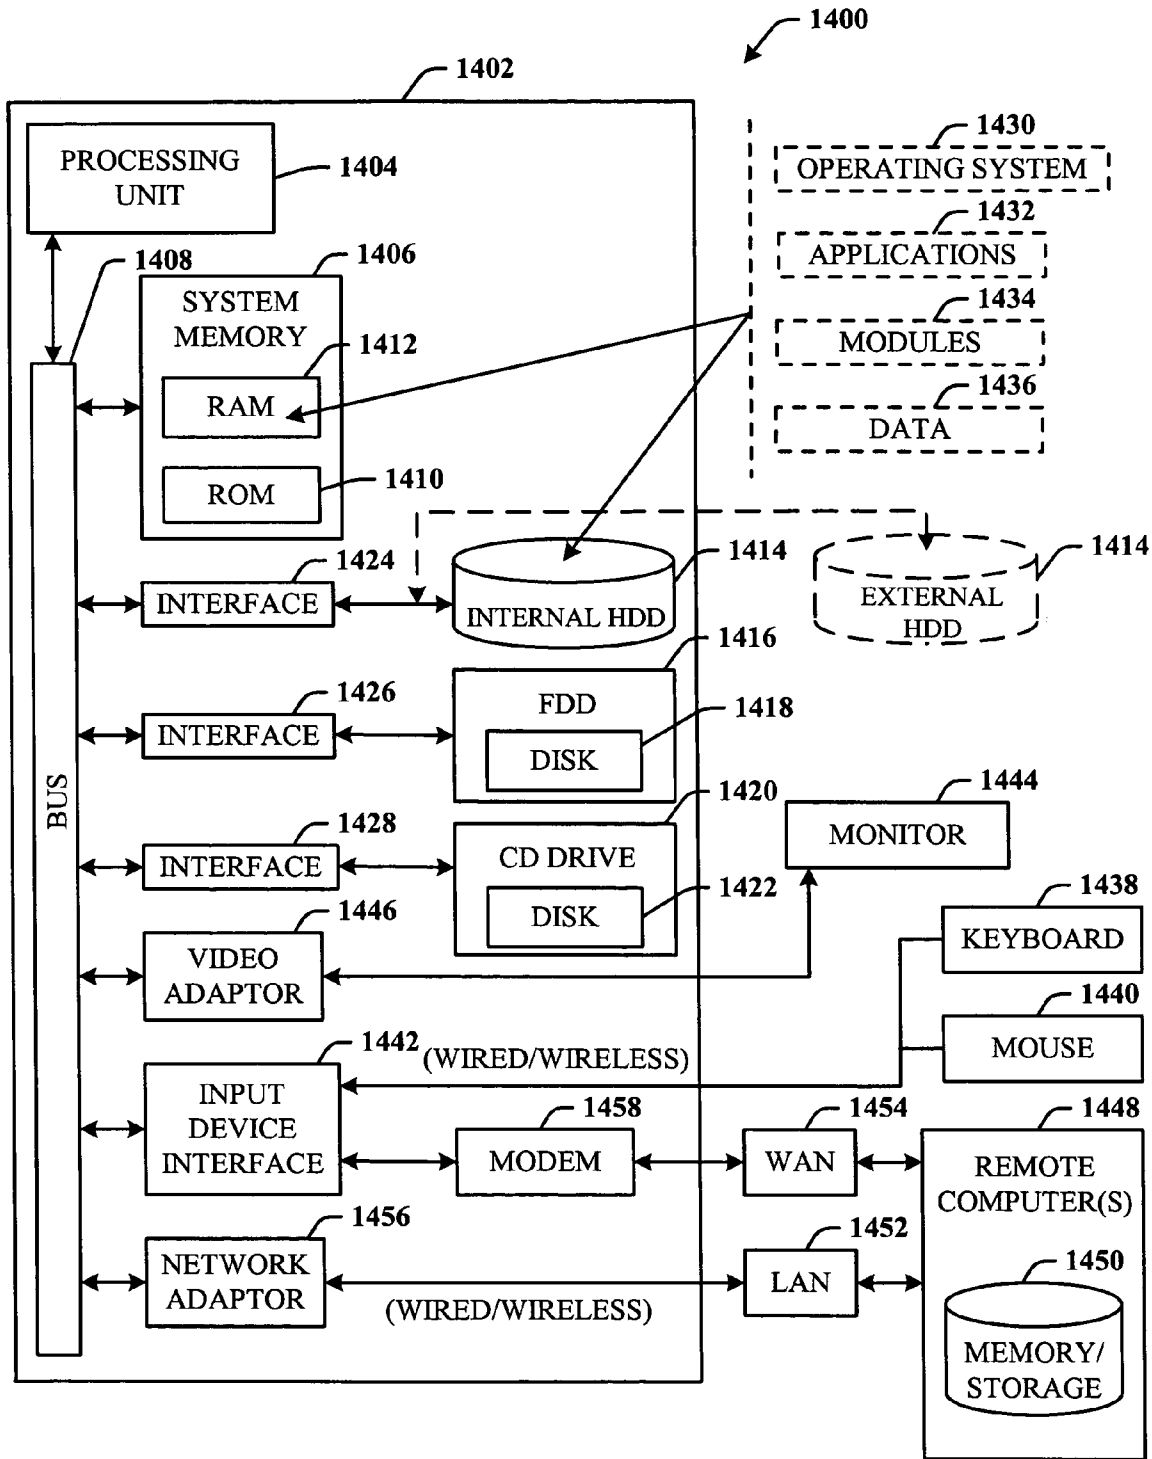 1400
1402
PROCESSING
UNIT
1404
1430
OPERATING SYSTEM
1432
APPLICATIONS
1434
MODULES
1436
DATA
1408
1406
SYSTEM
MEMORY
1412
RAM
1410
ROM
1424
INTERFACE
1414
INTERNAL HDD
1414
EXTERNAL
HDD
1426
INTERFACE
1416
FDD
1418
DISK
BUS
1428
INTERFACE
1420
CD DRIVE
1422
DISK
1444
MONITOR
1446
VIDEO
ADAPTOR
1438
KEYBOARD
1440
MOUSE
1442
INPUT
DEVICE
INTERFACE
(WIRED/WIRELESS)
1458
MODEM
1454
WAN
1448
REMOTE
COMPUTER(S)
1456
NETWORK
ADAPTOR
(WIRED/WIRELESS)
1452
LAN
1450
MEMORY/
STORAGE